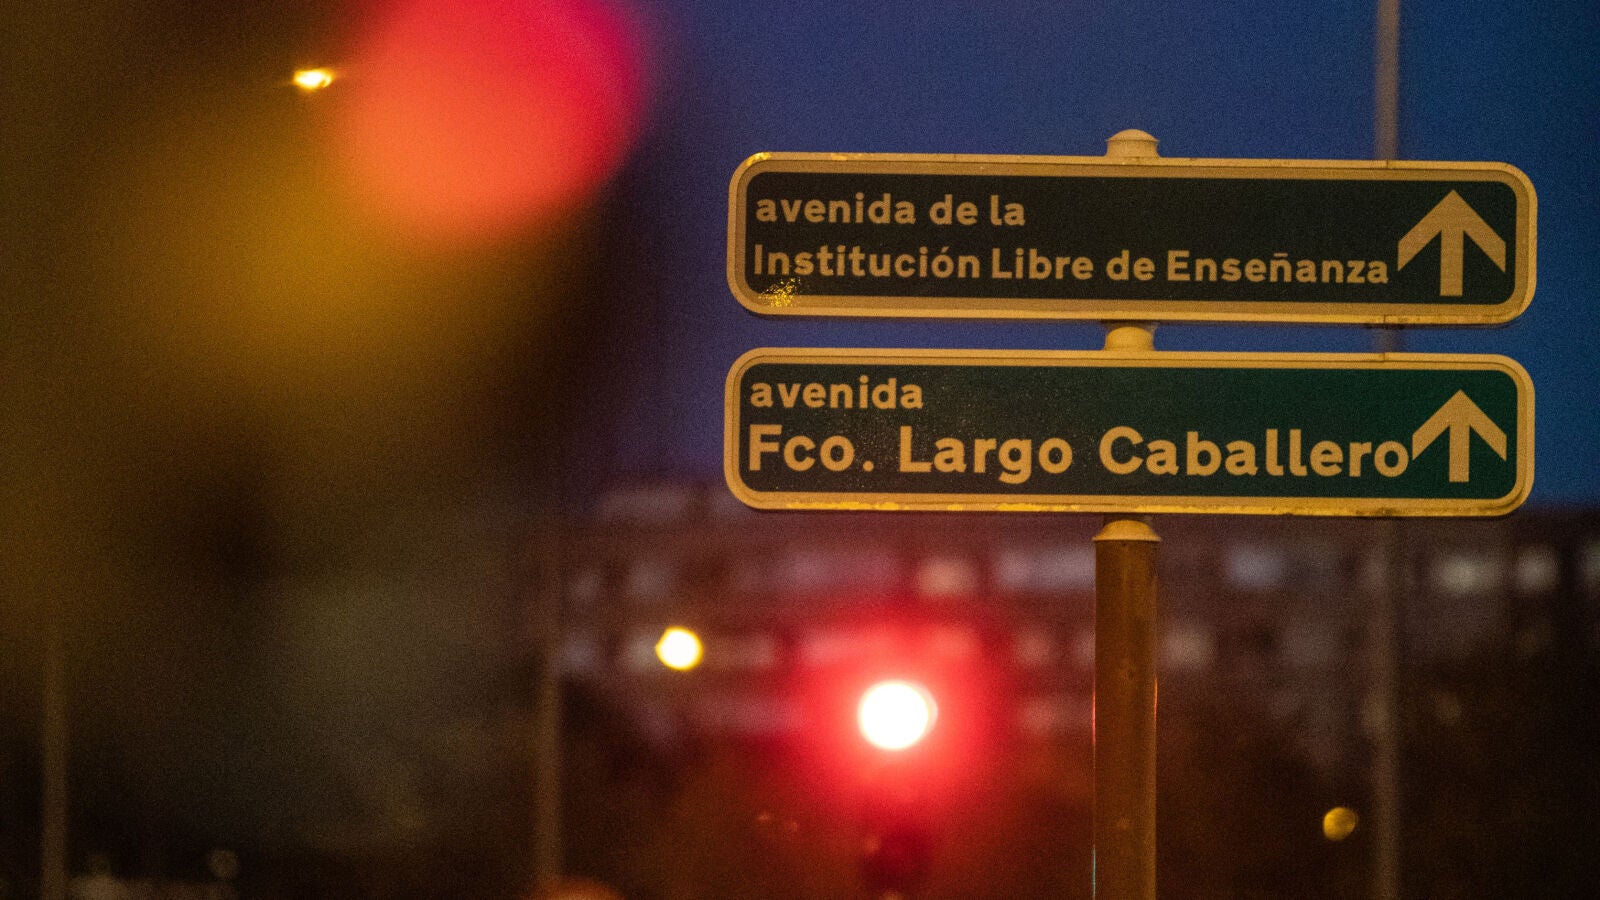 avenida de la
Institución Libre de Enseñanza
avenida
Fco. Largo Caballero